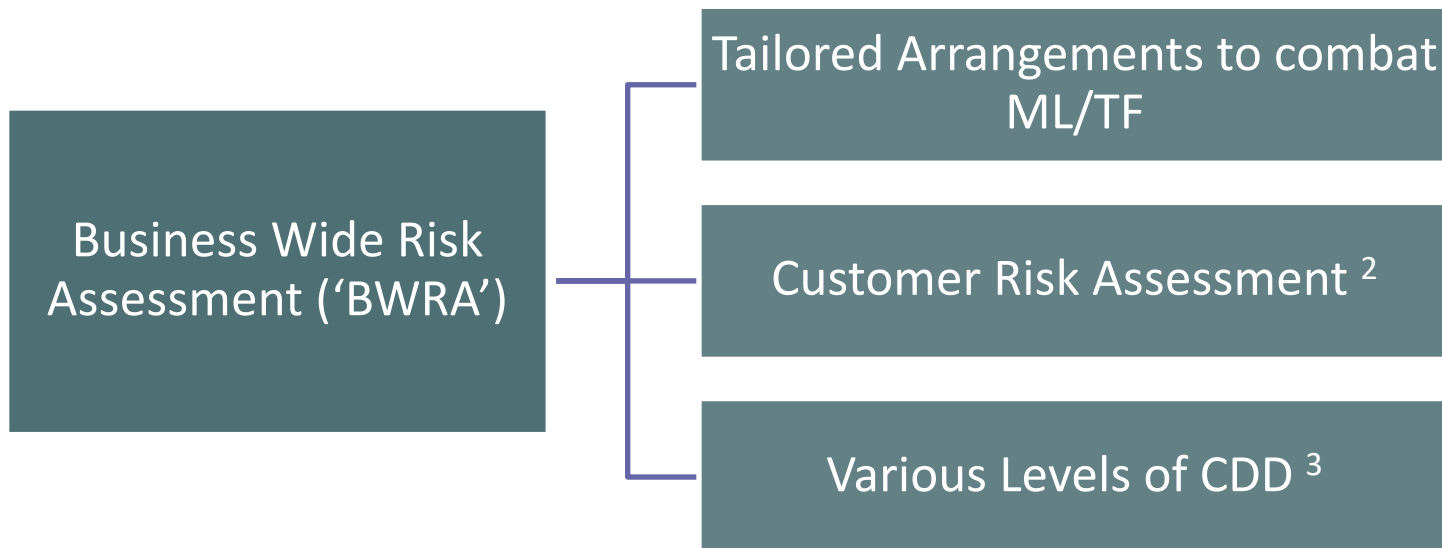 Business Wide Risk
Assessment (‘BWRA’)
Tailored Arrangements to combat
ML/TF
Customer Risk Assessment ²
Various Levels of CDD ³